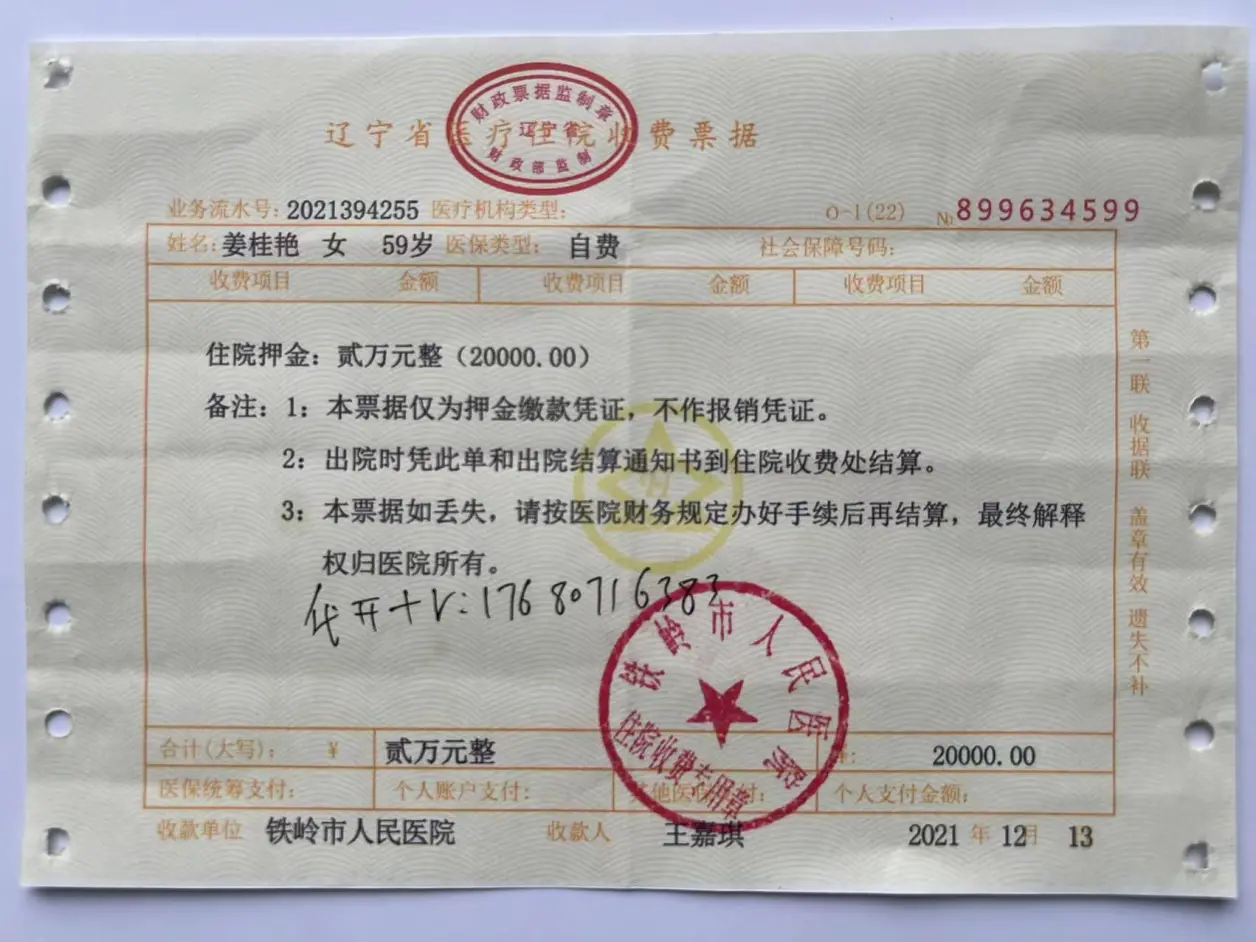 财政票据监制章
辽宁省
财政部监制
辽宁省医疗住院收费票据
业务流水号: 2021394255 医疗机构类型: O-1(22) № 899634599
姓名: 姜桂艳 女 59岁 医保类型: 自费 社会保障号码:
收费项目 金额 收费项目 金额 收费项目 金额
住院押金: 贰万元整（20000.00）
备注: 1: 本票据仅为押金缴款凭证, 不作报销凭证。
2: 出院时凭此单和出院结算通知书到住院收费处结算。
3: 本票据如丢失, 请按医院财务规定办好手续后再结算, 最终解释
权归医院所有。
代开+V: 17680716383
铁岭市人民医院
住院收费专用章
合计(大写): ¥ 贰万元整 20000.00
医保统筹支付: 个人账户支付: 其他医保支付: 个人支付金额:
收款单位 铁岭市人民医院 收款人 王嘉琪 2021 年 12月 13
第一联 收据联 盖章有效 遗失不补